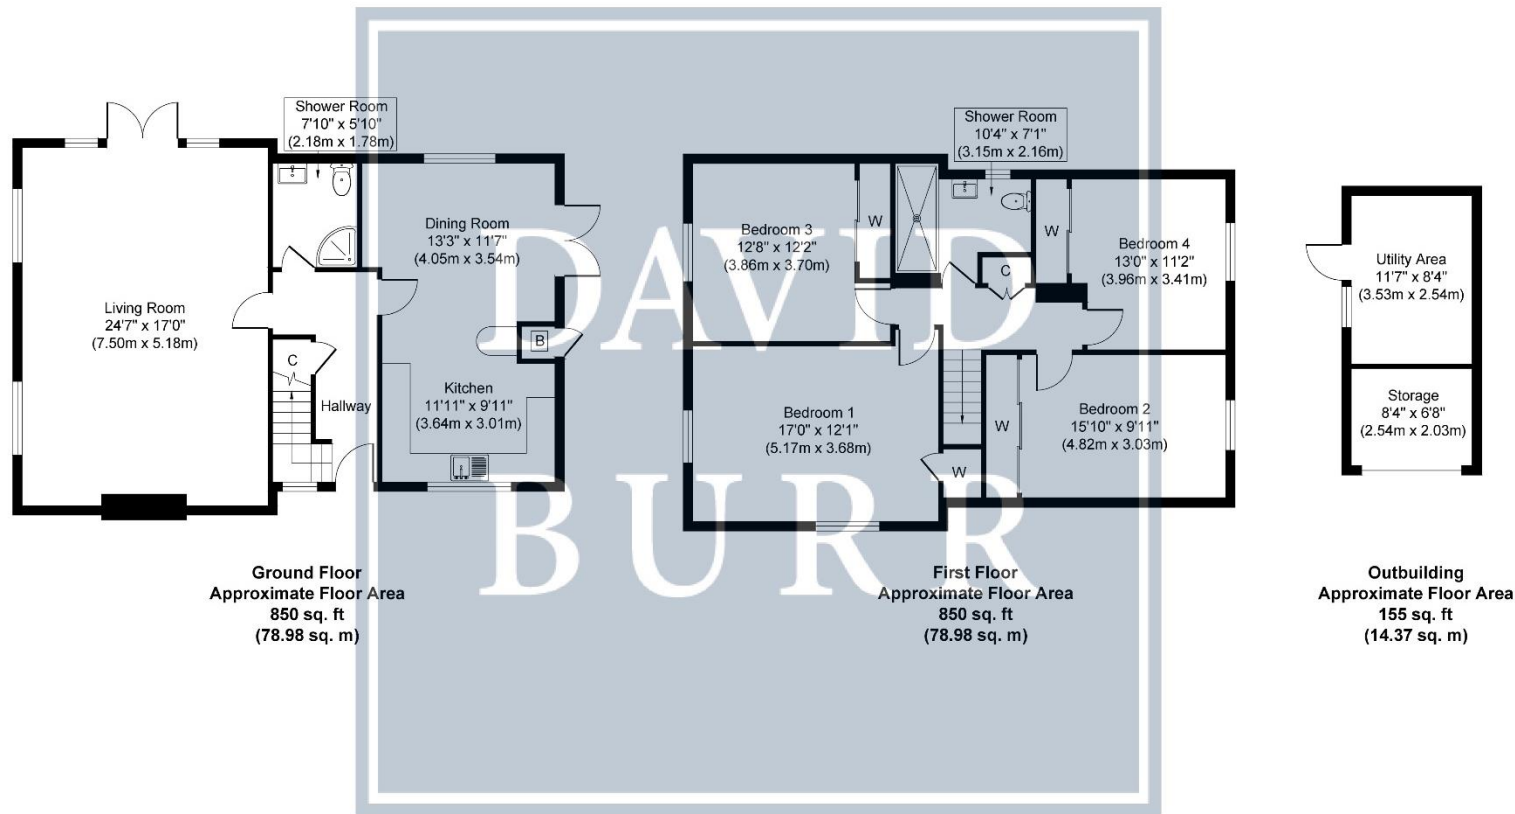 Shower Room
7'10" x 5'10"
(2.18m x 1.78m)
Dining Room
13'3" x 11'7"
(4.05m x 3.54m)
Living Room
24'7" x 17'0"
(7.50m x 5.18m)
C
B
Hallway
Kitchen
11'11" x 9'11"
(3.64m x 3.01m)
Ground Floor
Approximate Floor Area
850 sq. ft
(78.98 sq. m)
DAVID
BURR
Shower Room
10'4" x 7'1"
(3.15m x 2.16m)
Bedroom 3
12'8" x 12'2"
(3.86m x 3.70m)
W
W
C
Bedroom 4
13'0" x 11'2"
(3.96m x 3.41m)
Bedroom 1
17'0" x 12'1"
(5.17m x 3.68m)
W
W
Bedroom 2
15'10" x 9'11"
(4.82m x 3.03m)
First Floor
Approximate Floor Area
850 sq. ft
(78.98 sq. m)
Utility Area
11'7" x 8'4"
(3.53m x 2.54m)
Storage
8'4" x 6'8"
(2.54m x 2.03m)
Outbuilding
Approximate Floor Area
155 sq. ft
(14.37 sq. m)